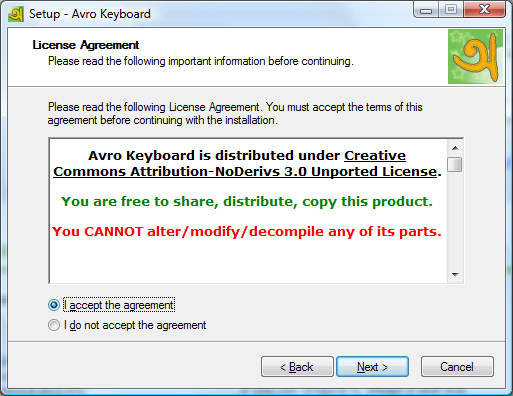 Setup - Avro Keyboard
License Agreement
Please read the following important information before continuing.
অ
Please read the following License Agreement. You must accept the terms of this
agreement before continuing with the installation.
Avro Keyboard is distributed under Creative
Commons Attribution-NoDerivs 3.0 Unported License.
You are free to share, distribute, copy this product.
You CANNOT alter/modify/decompile any of its parts.
I accept the agreement
I do not accept the agreement
< Back Next > Cancel